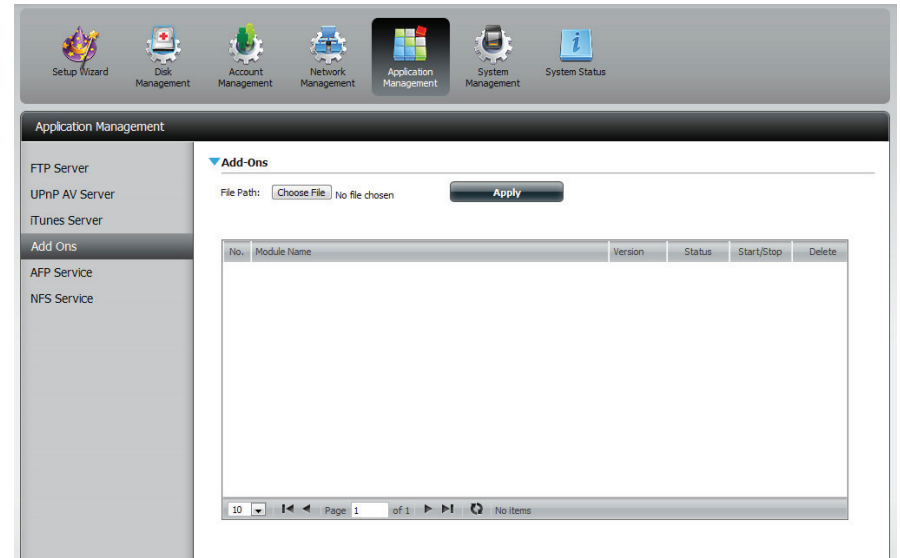 Setup Wizard
Disk
Management
Account
Management
Network
Management
Application
Management
System
Management
System Status
Application Management
FTP Server
UPnP AV Server
iTunes Server
Add Ons
AFP Service
NFS Service
Add-Ons
File Path: Choose File No file chosen Apply
No. Module Name Version Status Start/Stop Delete
10 Page 1 of 1 No items